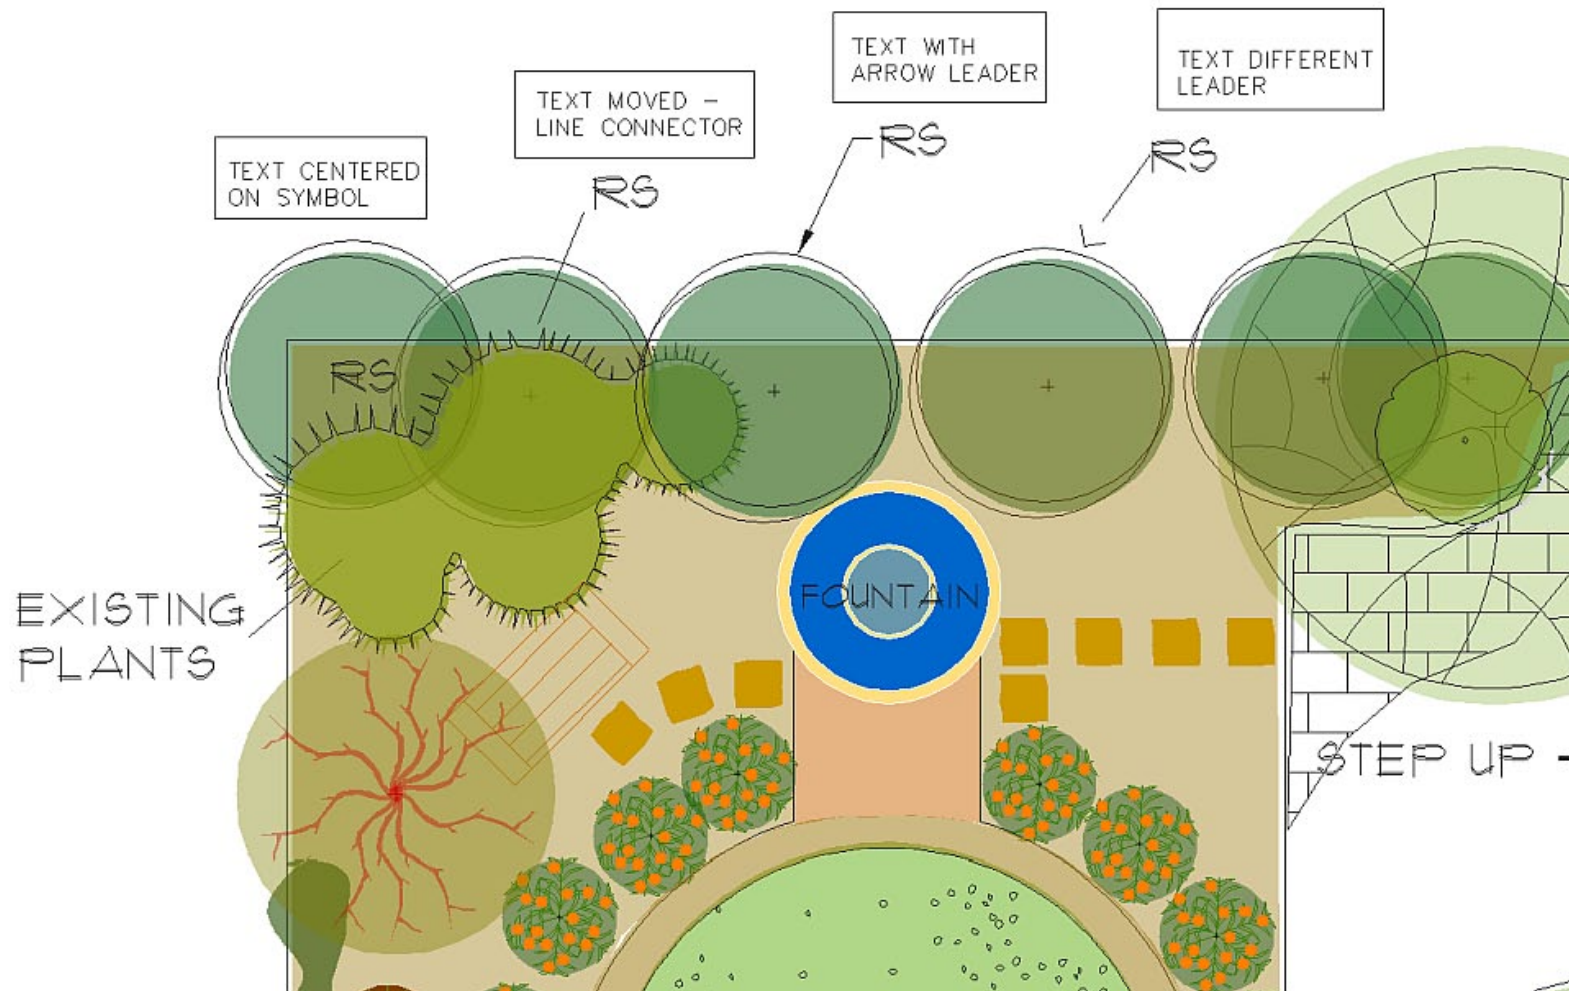 TEXT CENTERED
ON SYMBOL
TEXT MOVED -
LINE CONNECTOR
TEXT WITH
ARROW LEADER
TEXT DIFFERENT
LEADER
RS
RS
RS
RS
EXISTING
PLANTS
FOUNTAIN
STEP UP -